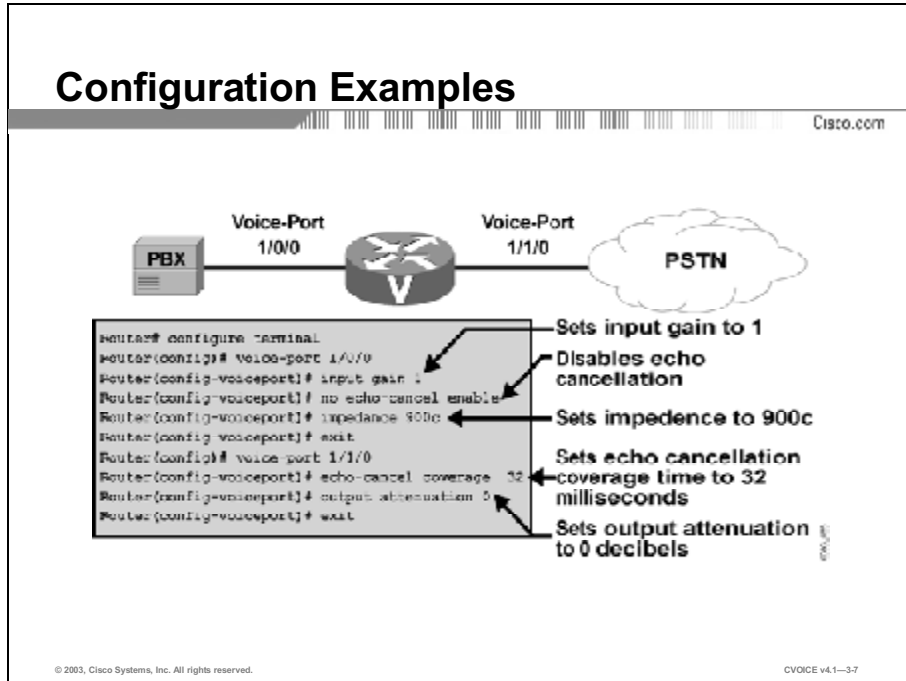 Configuration Examples
Cisco.com
Voice-Port
1/0/0
Voice-Port
1/1/0
PBX
V
PSTN
Router# configure terminal
Router(config)# voice-port 1/0/0
Router(config-voiceport)# input gain 1
Router(config-voiceport)# no echo-cancel enable
Router(config-voiceport)# impedance 900c
Router(config-voiceport)# exit
Router(config)# voice-port 1/1/0
Router(config-voiceport)# echo-cancel coverage 32
Router(config-voiceport)# output attenuation 0
Router(config-voiceport)# exit
Sets input gain to 1
Disables echo
cancellation
Sets impedence to 900c
Sets echo cancellation
coverage time to 32
milliseconds
Sets output attenuation
to 0 decibels
© 2003, Cisco Systems, Inc. All rights reserved.
CVOICE v4.1—3-7